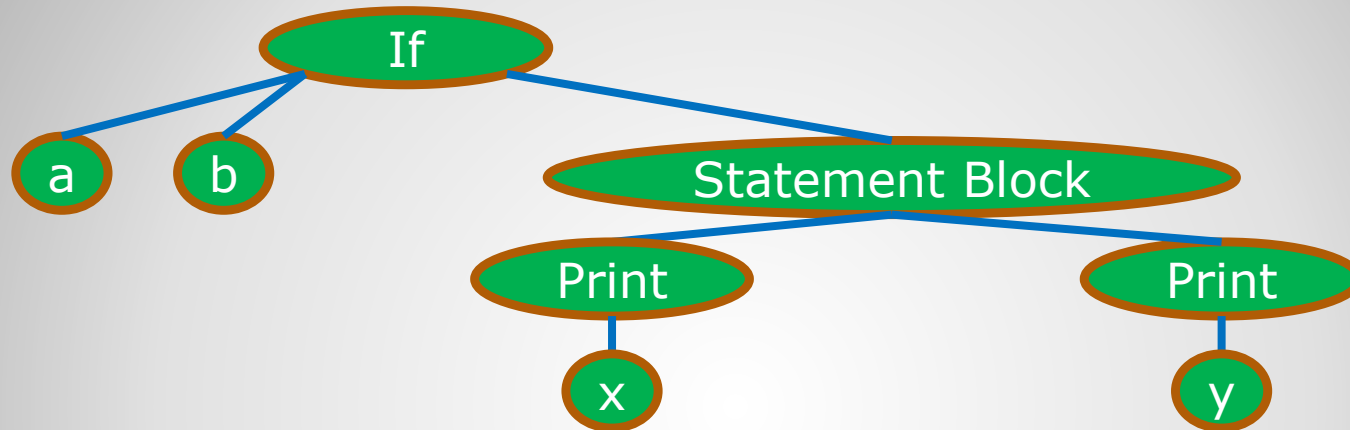 If
a
b
Statement Block
Print
Print
x
y